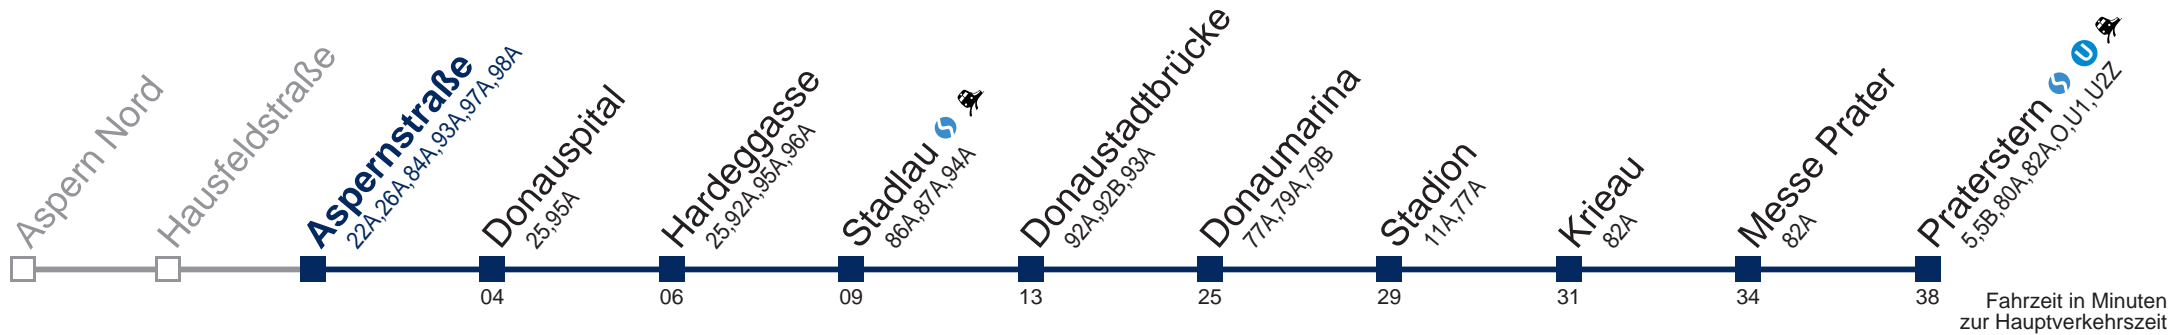 Aspern Nord
Hausfeldstraße
Aspernstraße
22A,26A,84A,93A,97A,98A
Donauspital
25,95A
Hardeggasse
25,92A,95A,96A
Stadlau
86A,87A,94A
Donaustadtbrücke
92A,92B,93A
Donaumarina
77A,79A,79B
Stadion
11A,77A
Krieau
82A
Messe Prater
82A
Praterstern U
5,5B,80A,82A,O,U1,U2Z
04
06
09
13
25
29
31
34
38
Fahrzeit in Minuten
zur Hauptverkehrszeit